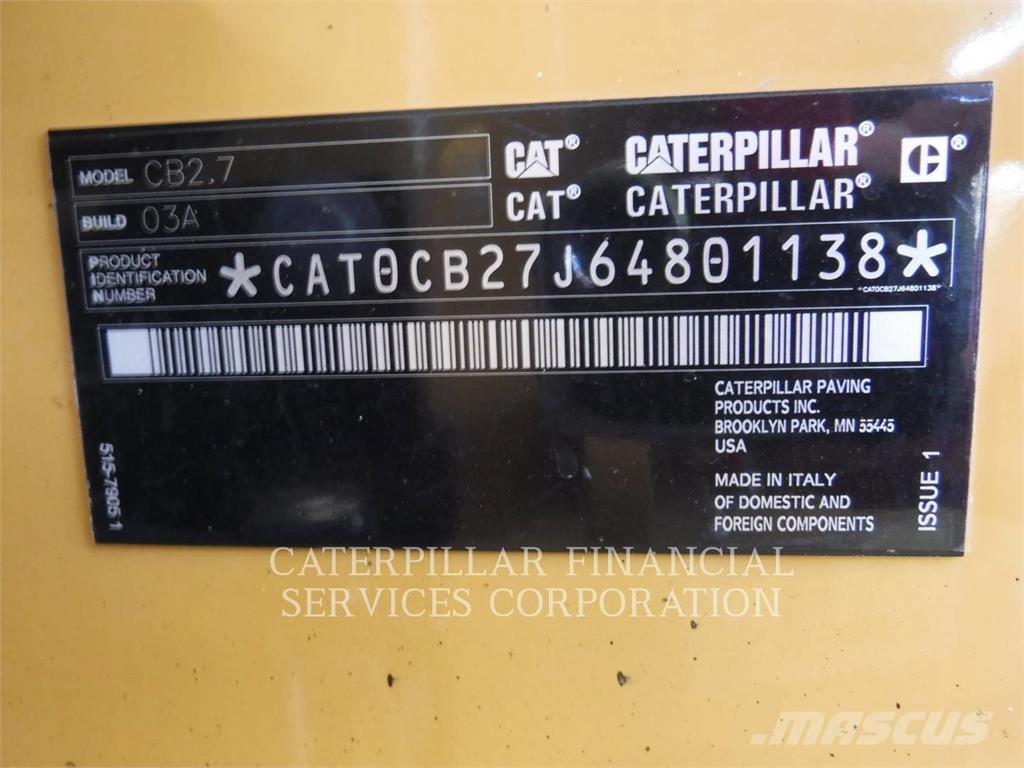 MODEL CB2.7
BUILD 03A
CAT® CATERPILLAR® C®
CAT® CATERPILLAR®
PRODUCT
IDENTIFICATION
NUMBER
*CAT0CB27J64801138*
*CAT0CB27J64801138*
CATERPILLAR PAVING
PRODUCTS INC.
BROOKLYN PARK, MN 55445
USA
MADE IN ITALY
OF DOMESTIC AND
FOREIGN COMPONENTS
515-7905 1
ISSUE 1
CATERPILLAR FINANCIAL
SERVICES CORPORATION
MASCUS